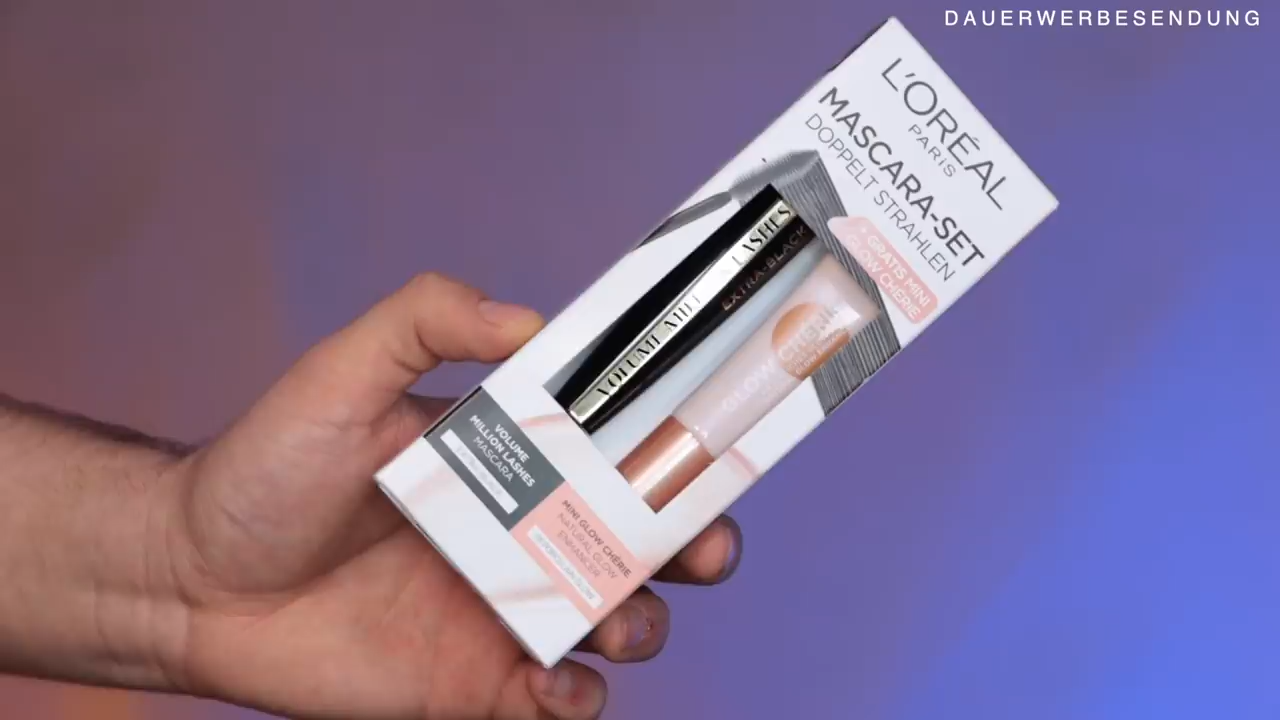 DAUERWERBESENDUNG
L'ORÉAL
PARIS
MASCARA-SET
DOPPELT STRAHLEN
+ GRATIS MINI
GLOW CHÉRIE
VOLUME MILL LASHES
EXTRA-BLACK
GLOW CHÉRIE
VOLUME
MILLION LASHES
MASCARA
MINI GLOW CHÉRIE
NATURAL GLOW
ENHANCER